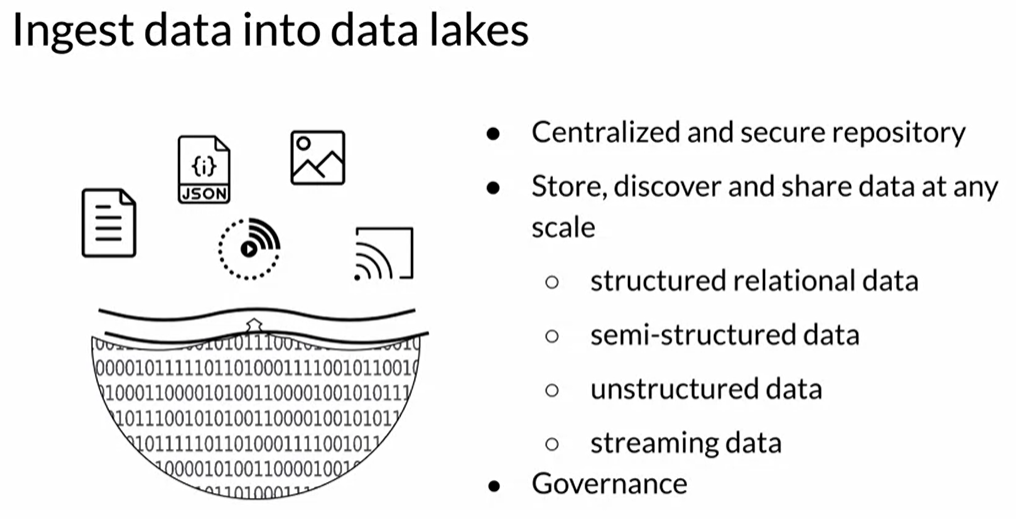 Ingest data into data lakes
{i}
JSON
● Centralized and secure repository
● Store, discover and share data at any
scale
○ structured relational data
○ semi-structured data
○ unstructured data
○ streaming data
● Governance